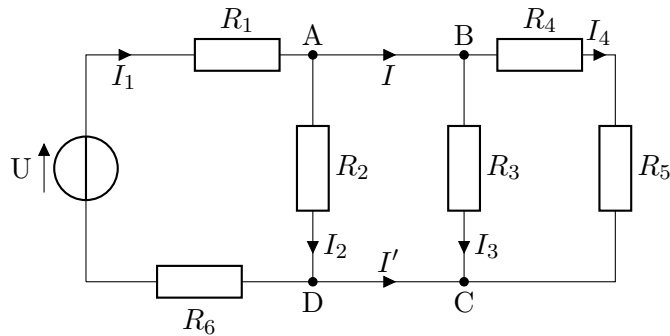 R₁ A B R₄ I₄
I₁ I
U R₂ R₃ R₅
I₂ I′ I₃
R₆ D C